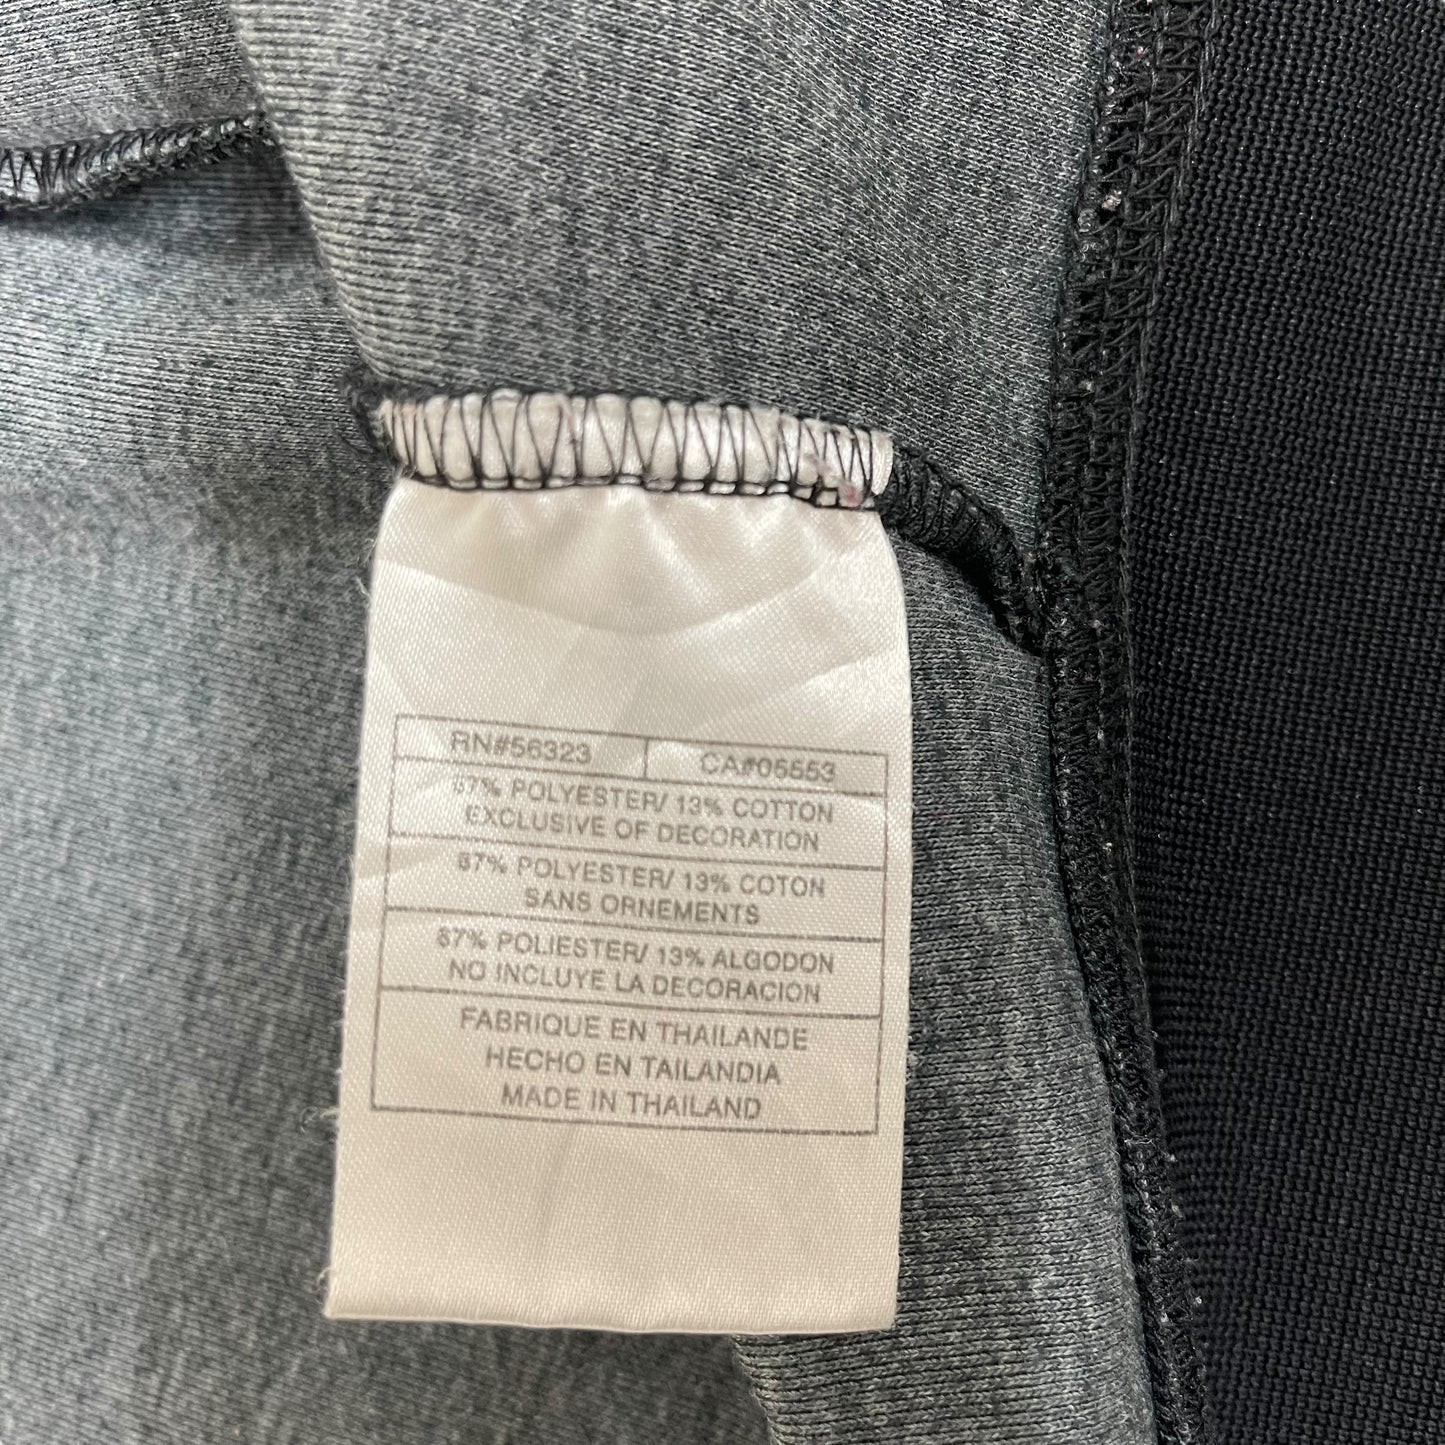 RN#56323 CA#05553
87% POLYESTER/ 13% COTTON
EXCLUSIVE OF DECORATION
87% POLYESTER/ 13% COTON
SANS ORNEMENTS
87% POLIESTER/ 13% ALGODON
NO INCLUYE LA DECORACION
FABRIQUE EN THAILANDE
HECHO EN TAILANDIA
MADE IN THAILAND